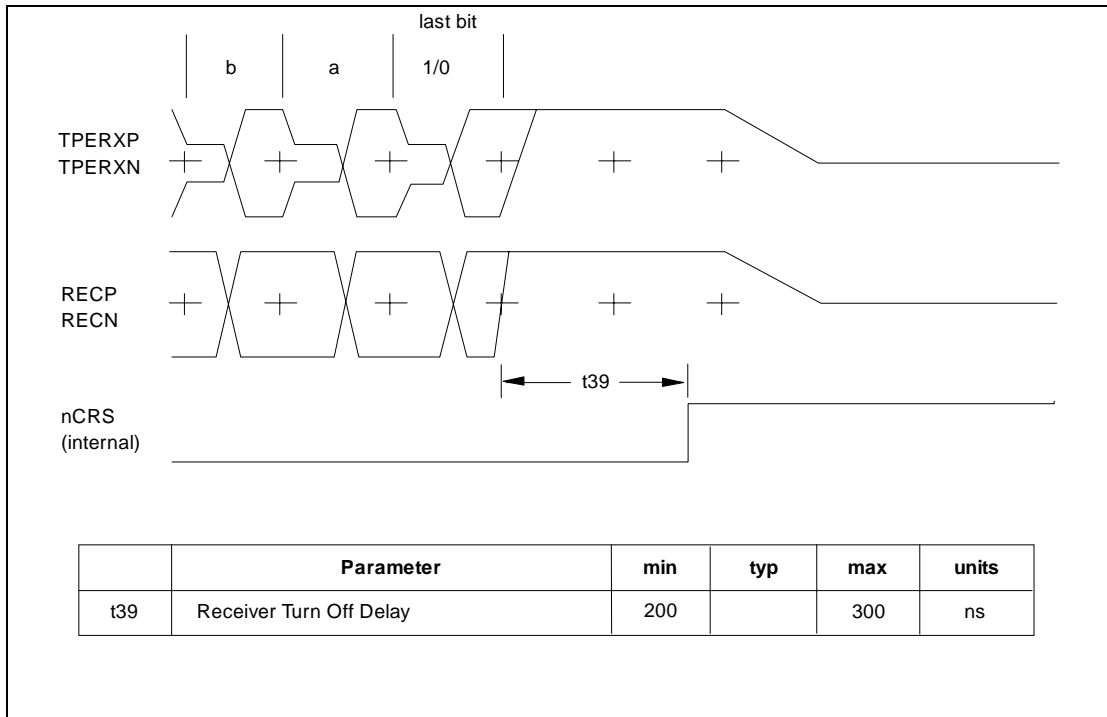 last bit
b a 1/0
TPERXP
TPERXN
RECP
RECN
t39
nCRS
(internal)
Parameter min typ max units
t39 Receiver Turn Off Delay 200 300 ns